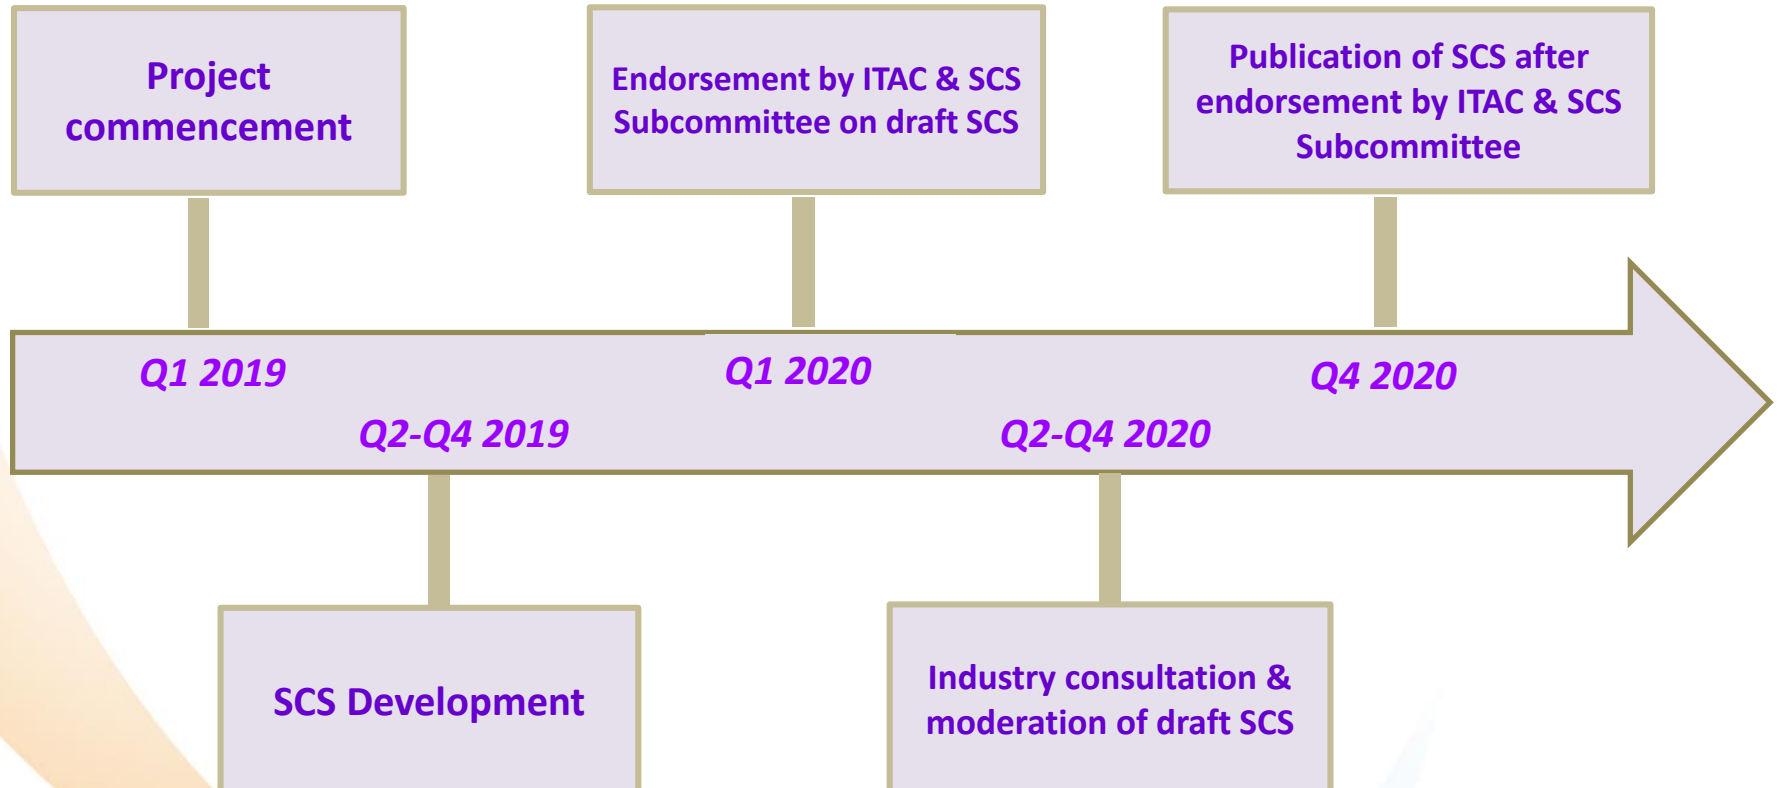 Project
commencement
Endorsement by ITAC & SCS
Subcommittee on draft SCS
Publication of SCS after
endorsement by ITAC & SCS
Subcommittee
Q1 2019
Q1 2020
Q4 2020
Q2-Q4 2019
Q2-Q4 2020
SCS Development
Industry consultation &
moderation of draft SCS